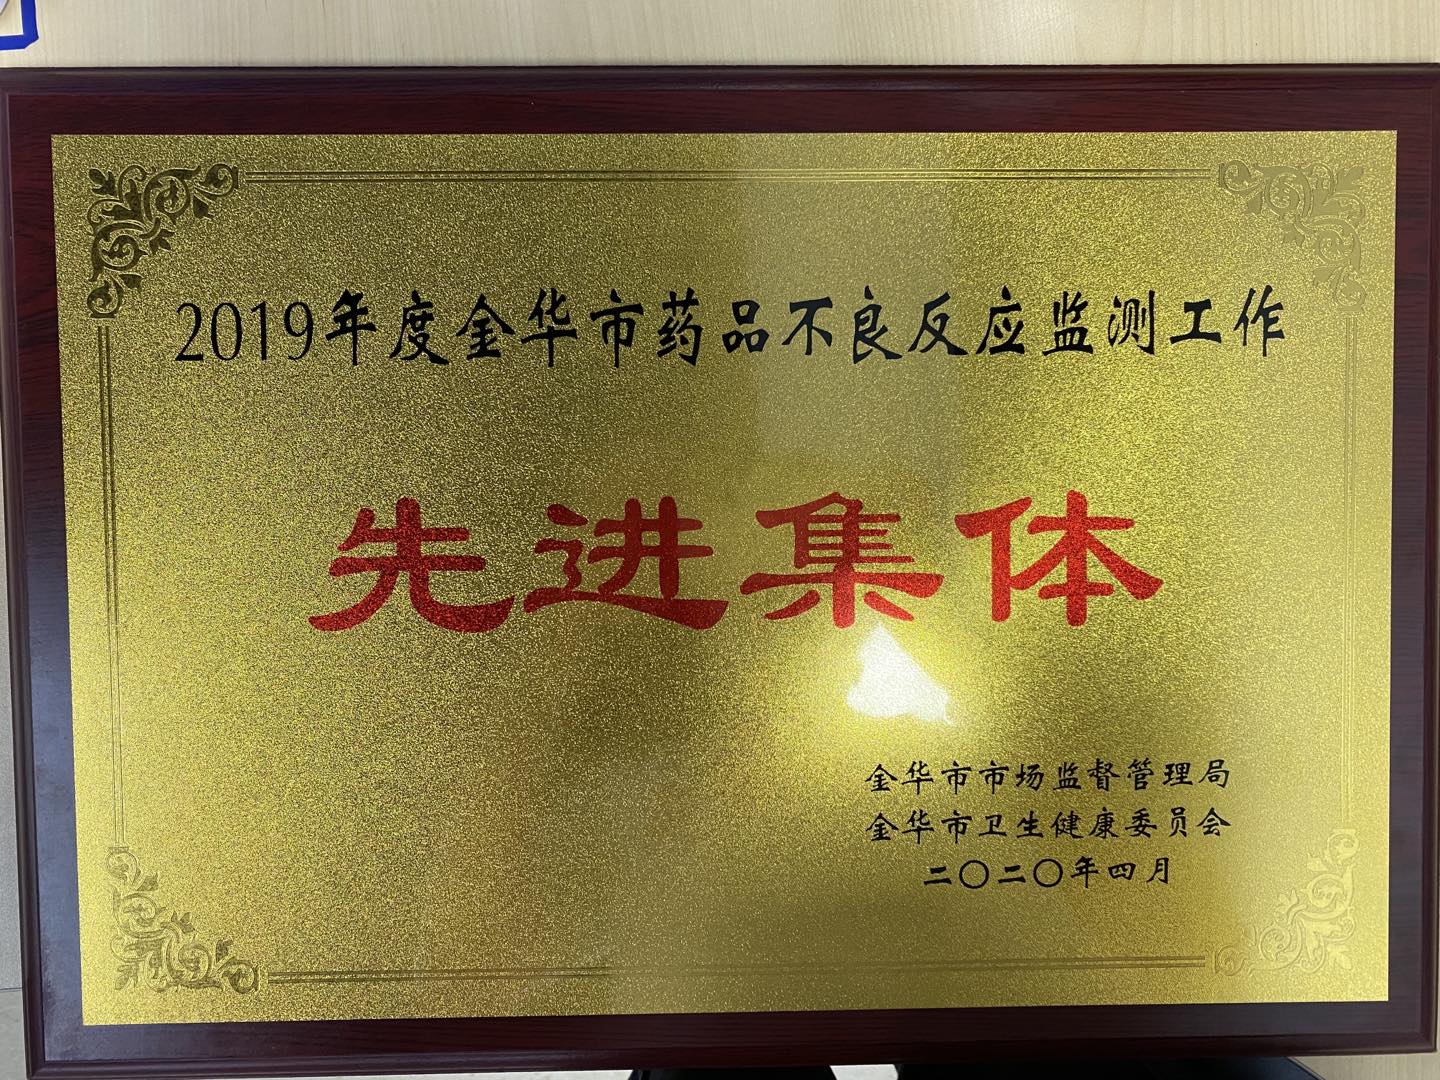 2019年度金华市药品不良反应监测工作
先进集体
金华市市场监督管理局
金华市卫生健康委员会
二〇二〇年四月